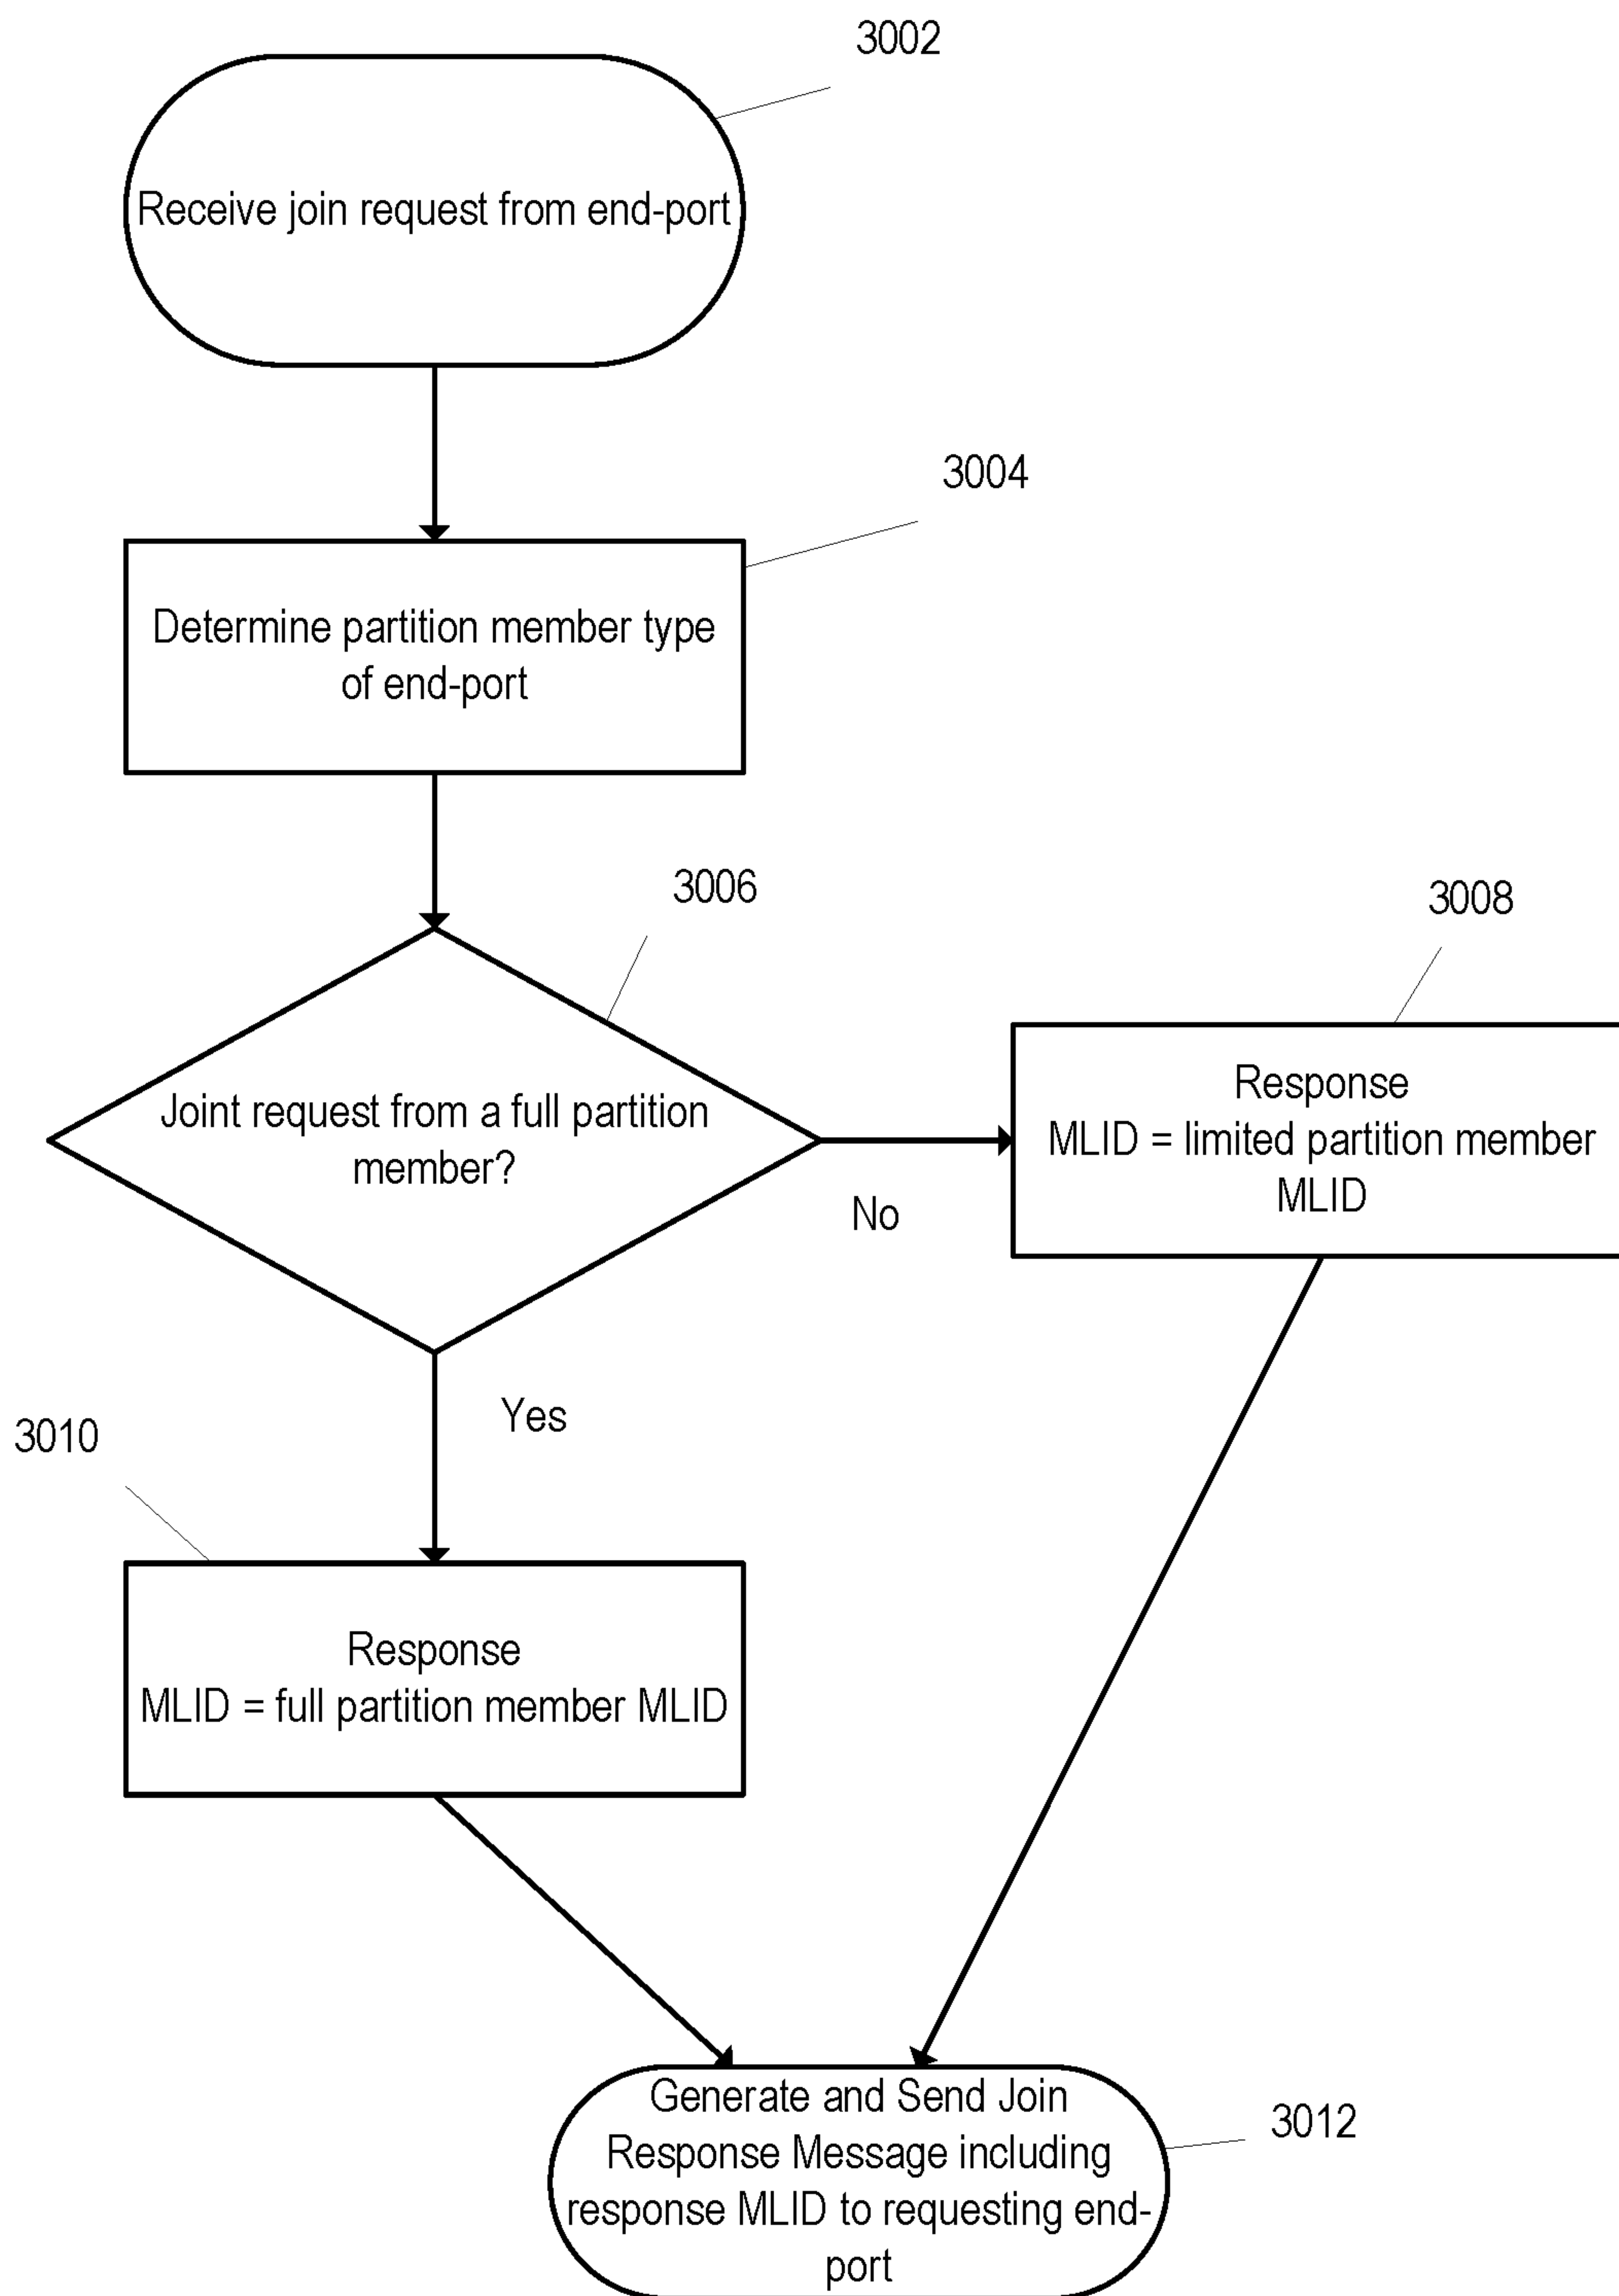 3002
Receive join request from end-port
3004
Determine partition member type
of end-port
3006
Joint request from a full partition
member?
3008
Response
MLID = limited partition member
MLID
No
Yes
3010
Response
MLID = full partition member MLID
Generate and Send Join
Response Message including
response MLID to requesting end-
port
3012